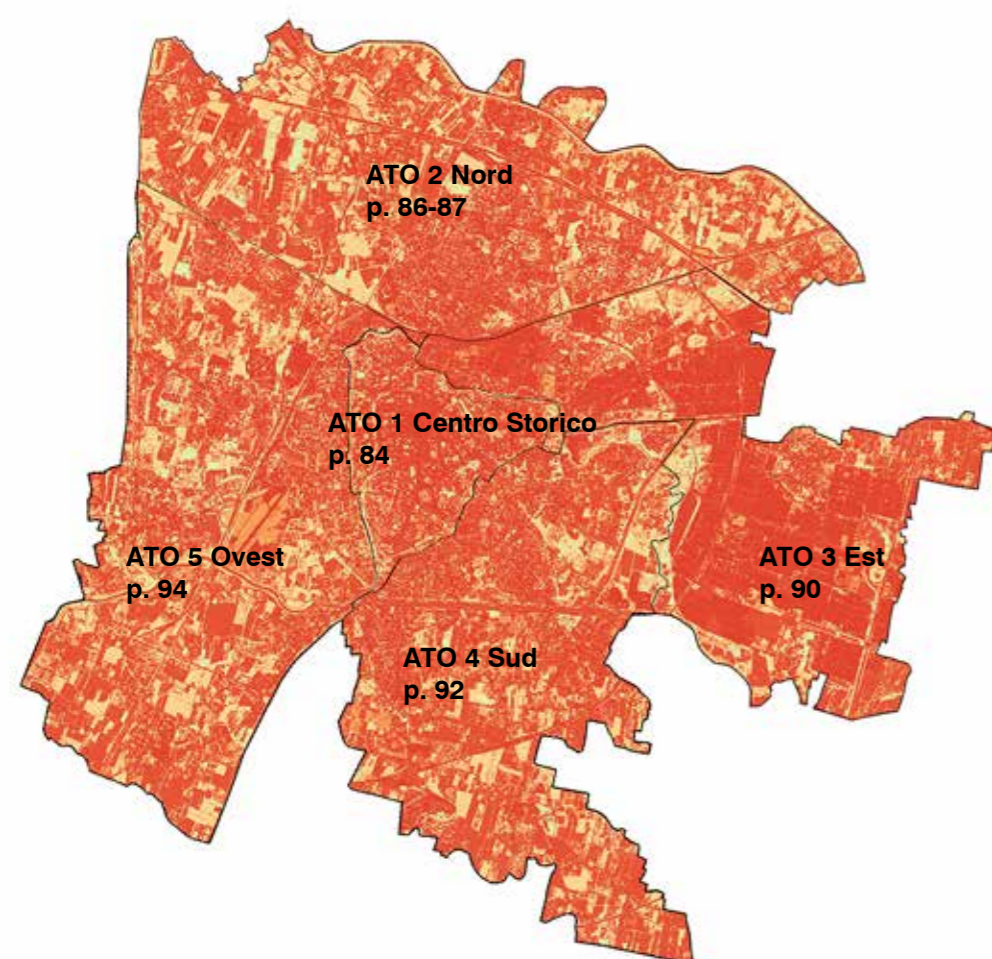 ATO 2 Nord
p. 86-87
ATO 1 Centro Storico
p. 84
ATO 5 Ovest
p. 94
ATO 3 Est
p. 90
ATO 4 Sud
p. 92